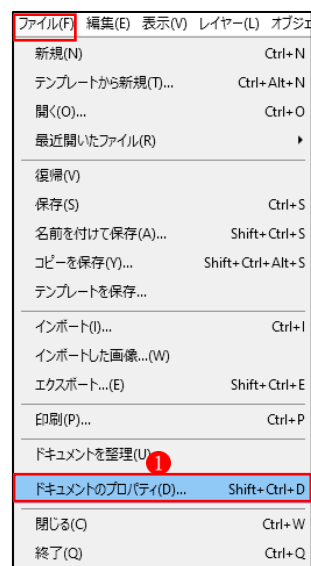 ファイル(F) 編集(E) 表示(V) レイヤー(L) オブジェ
新規(N) Ctrl+N
テンプレートから新規(T)... Ctrl+Alt+N
開く(O)... Ctrl+O
最近開いたファイル(R)
復帰(V)
保存(S) Ctrl+S
名前を付けて保存(A)... Shift+Ctrl+S
コピーを保存(Y)... Shift+Ctrl+Alt+S
テンプレートを保存...
インポート(I)... Ctrl+I
インポートした画像...(W)
エクスポート...(E) Shift+Ctrl+E
印刷(P)... Ctrl+P
ドキュメントを整理(U)
1
ドキュメントのプロパティ(D)... Shift+Ctrl+D
閉じる(C) Ctrl+W
終了(Q) Ctrl+Q